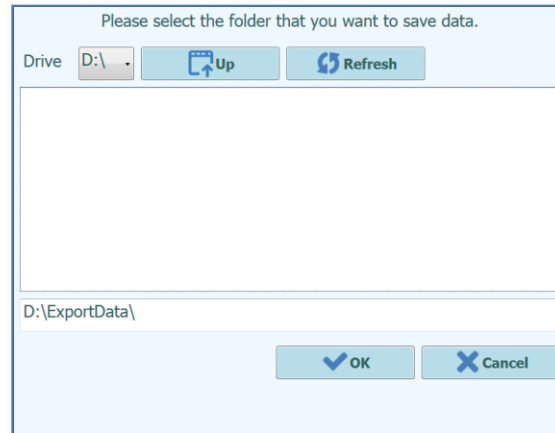 Please select the folder that you want to save data.
Drive D:\ Up Refresh
D:\ExportData\
OK Cancel